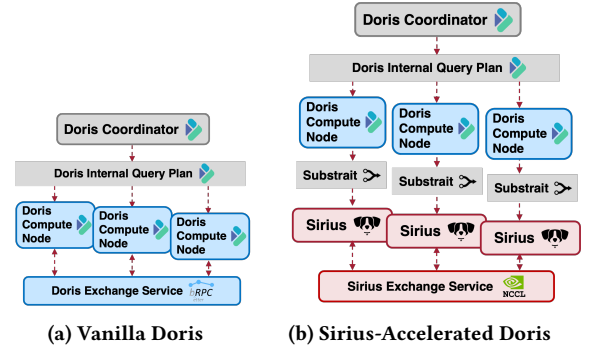 Doris Coordinator
Doris Internal Query Plan
Doris
Compute
Node
Doris
Compute
Node
Doris
Compute
Node
Doris Exchange Service bRPC
(a) Vanilla Doris
Doris Coordinator
Doris Internal Query Plan
Doris
Compute
Node
Doris
Compute
Node
Doris
Compute
Node
Substrait
Substrait
Substrait
Sirius
Sirius
Sirius
Sirius Exchange Service NCCL
(b) Sirius-Accelerated Doris